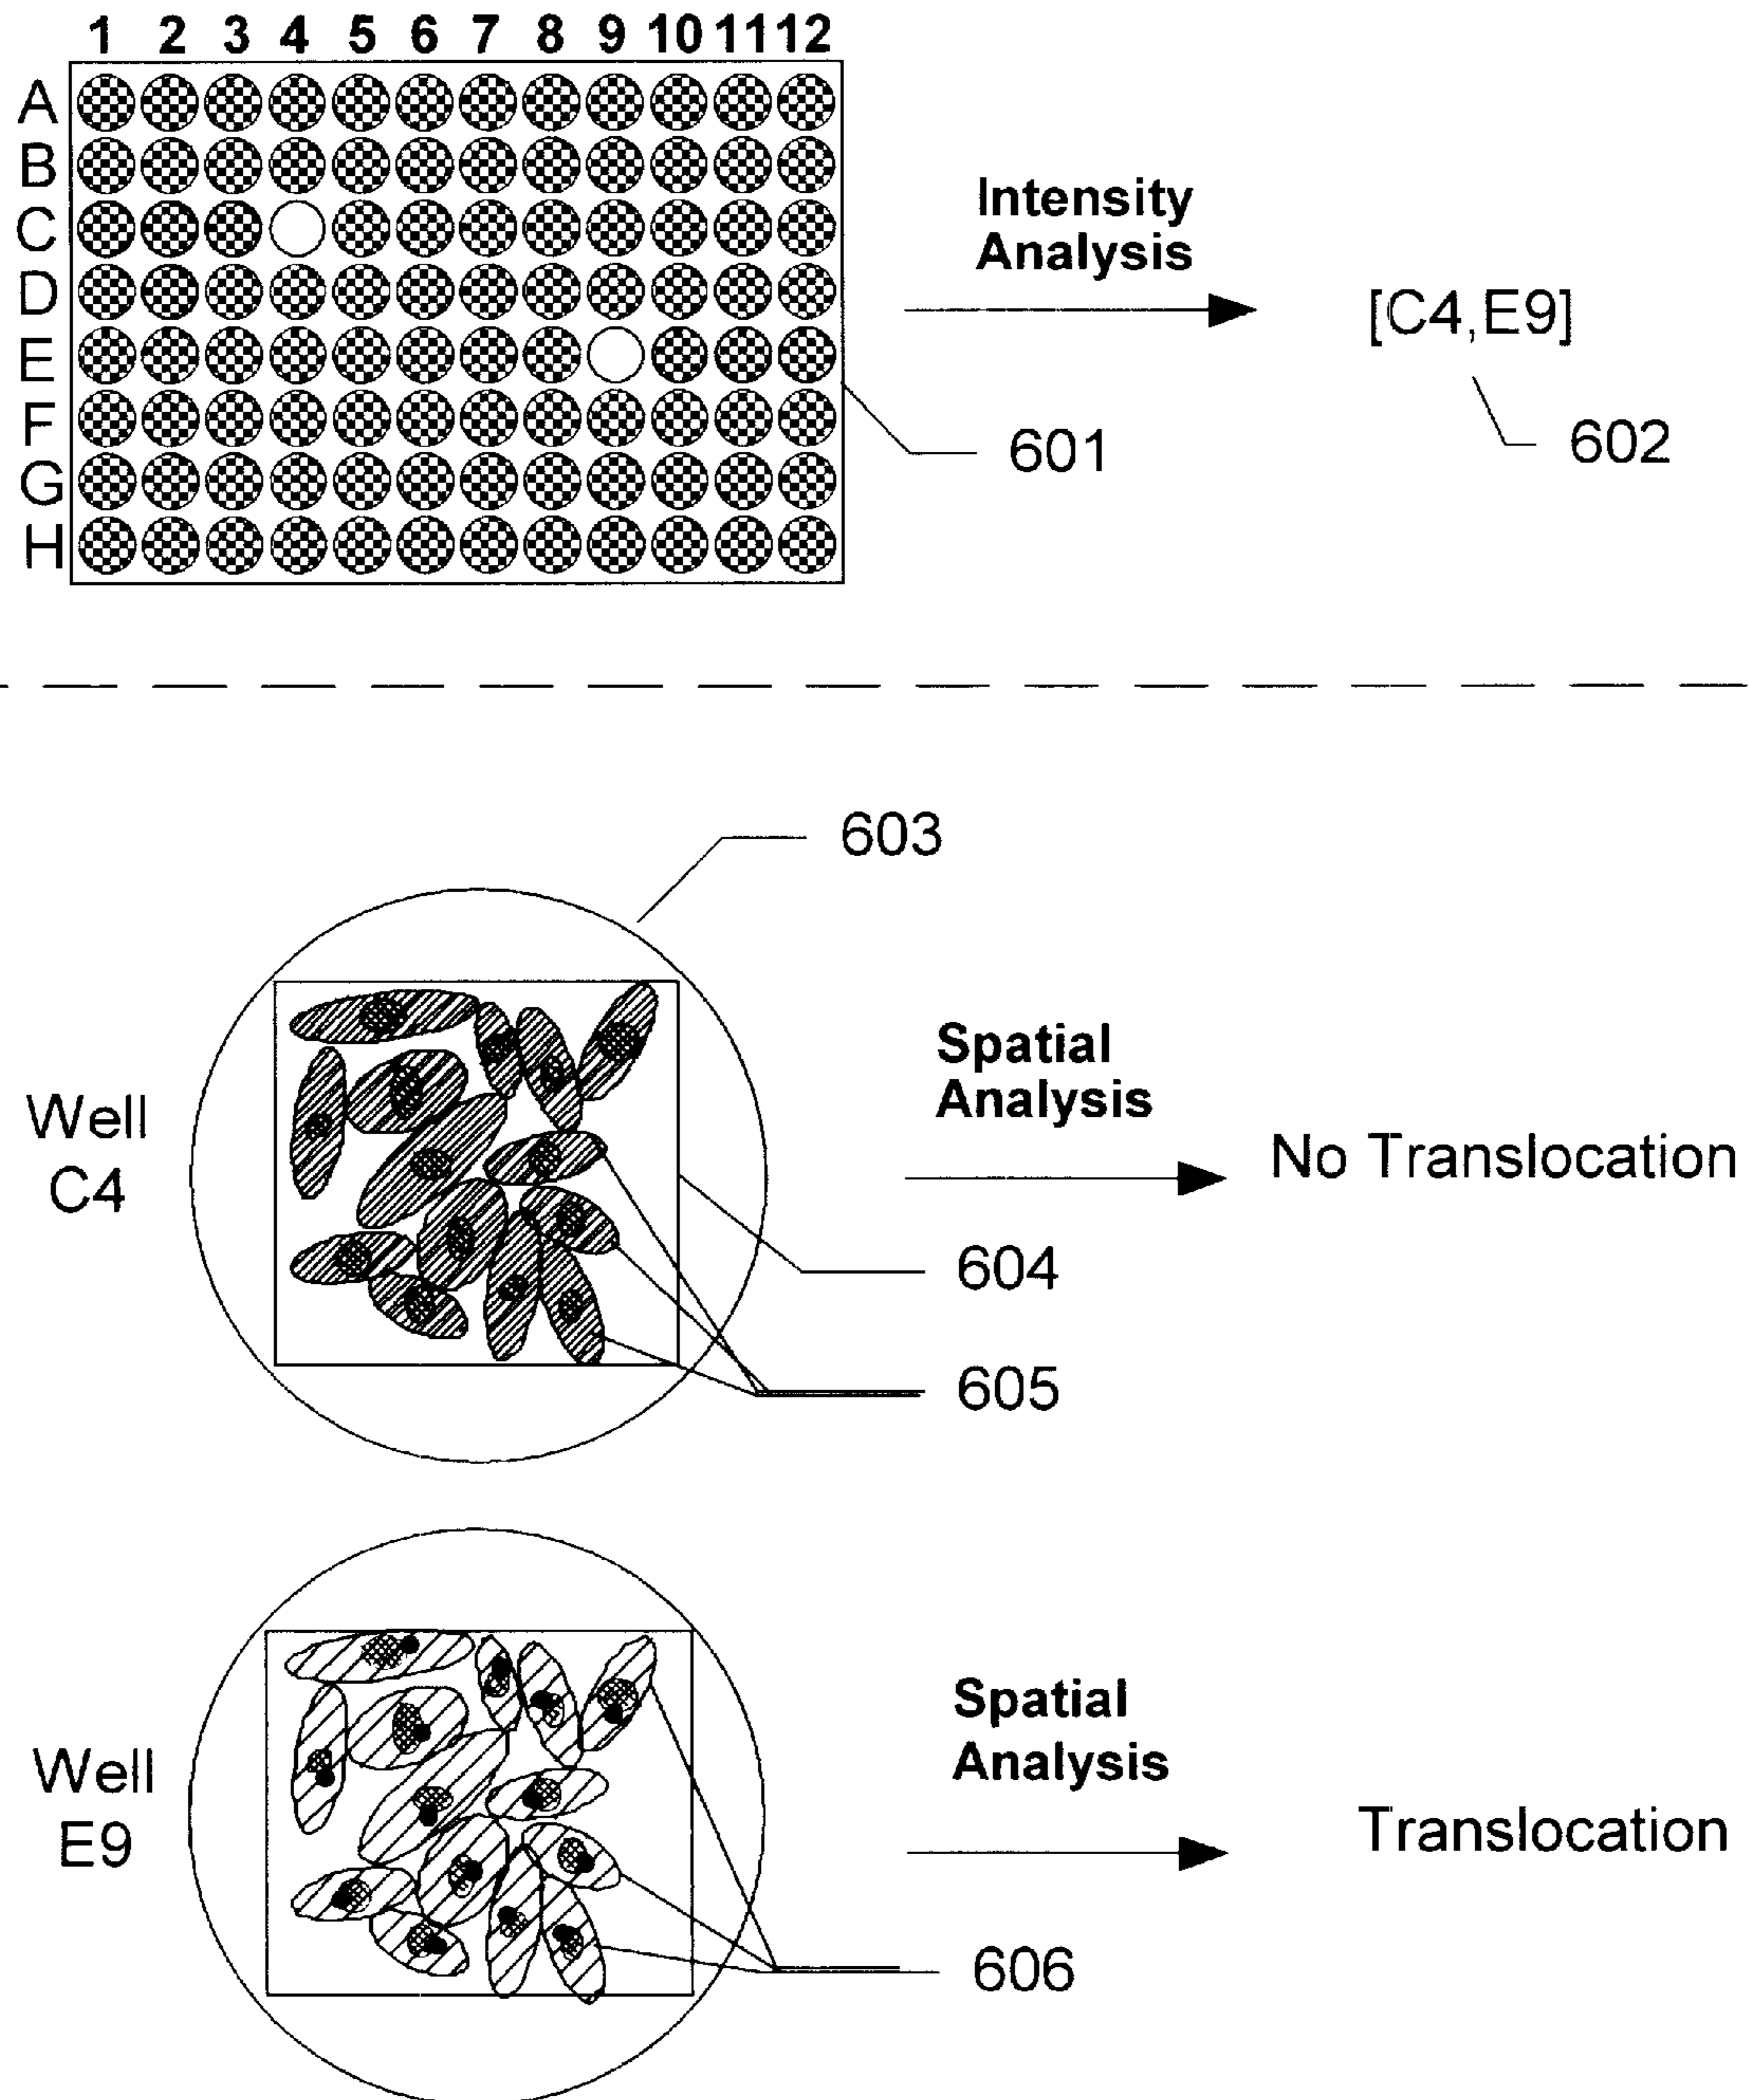 1 2 3 4 5 6 7 8 9 10 11 12
A
B
C
D
E
F
G
H
Intensity
Analysis
[C4,E9]
601
602
603
Well
C4
Spatial
Analysis
No Translocation
604
605
Well
E9
Spatial
Analysis
Translocation
606